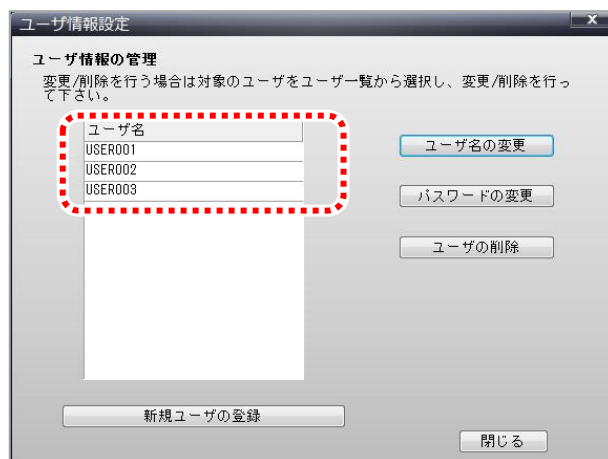 ユーザ情報設定
x
ユーザ情報の管理
変更/削除を行う場合は対象のユーザをユーザ一覧から選択し、変更/削除を行っ
て下さい。
ユーザ名
USER001
USER002
USER003
ユーザ名の変更
パスワードの変更
ユーザの削除
新規ユーザの登録
閉じる